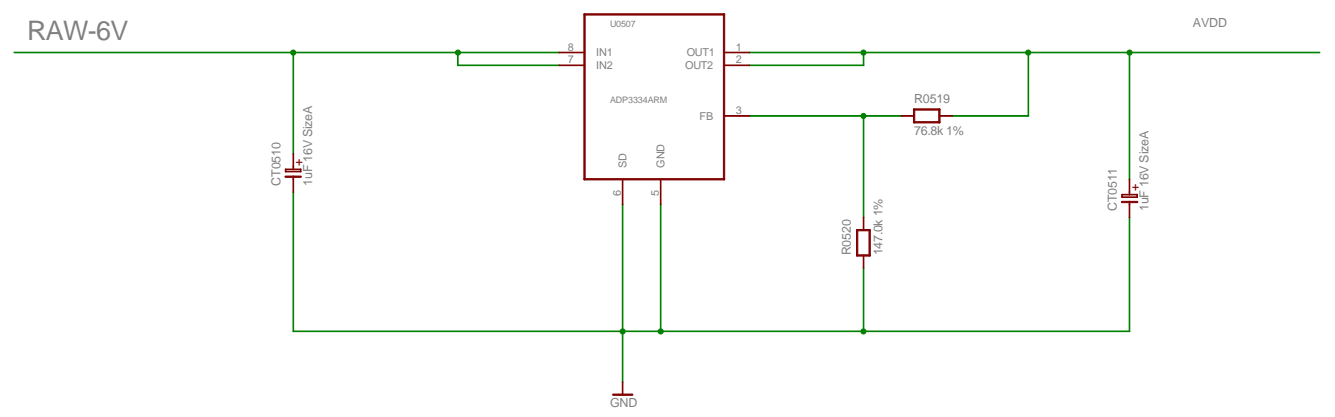 RAW-6V
U0507
AVDD
8
IN1
OUT1
1
7
IN2
OUT2
2
ADP3334ARM
FB
3
R0519
76.8k 1%
SD
GND
6
5
CT0510
+
1uF 16V SizeA
R0520
147.0k 1%
CT0511
+
1uF 16V SizeA
GND